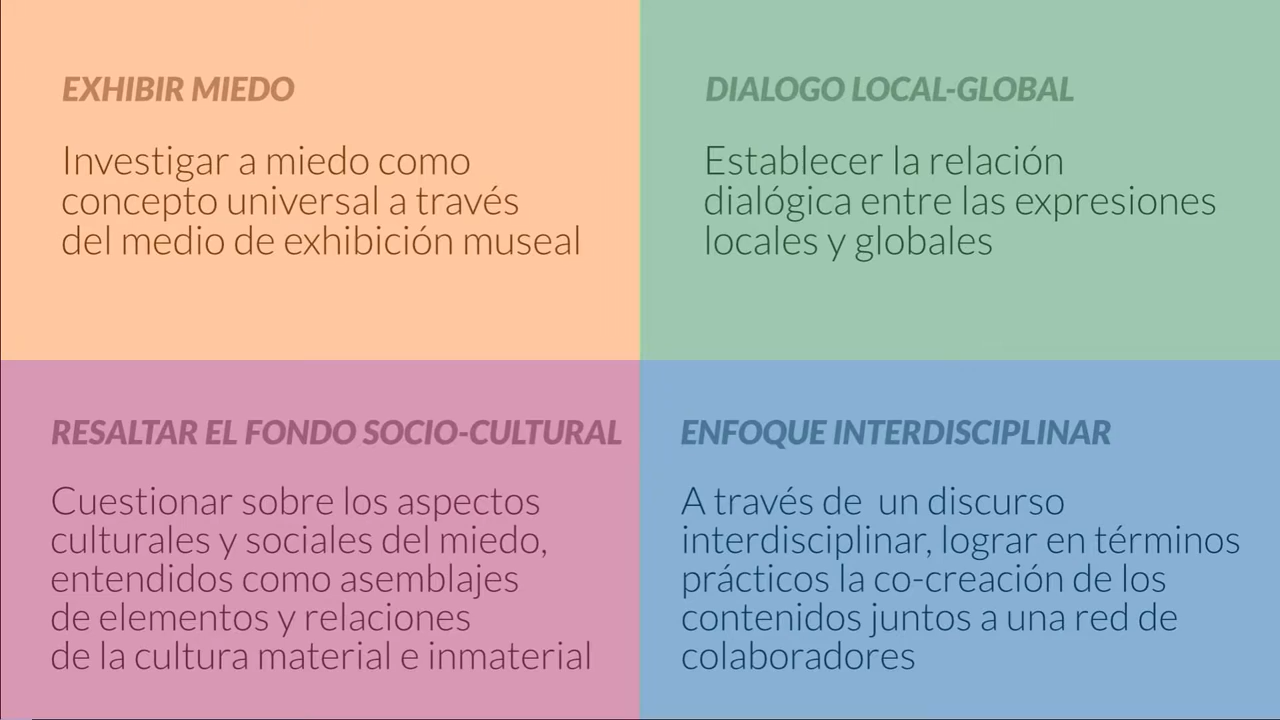 EXHIBIR MIEDO
Investigar a miedo como
concepto universal a través
del medio de exhibición museal
DIALOGO LOCAL-GLOBAL
Establecer la relación
dialógica entre las expresiones
locales y globales
RESALTAR EL FONDO SOCIO-CULTURAL
Cuestionar sobre los aspectos
culturales y sociales del miedo,
entendidos como asemblajes
de elementos y relaciones
de la cultura material e inmaterial
ENFOQUE INTERDISCIPLINAR
A través de  un discurso
interdisciplinar, lograr en términos
prácticos la co-creación de los
contenidos juntos a una red de
colaboradores